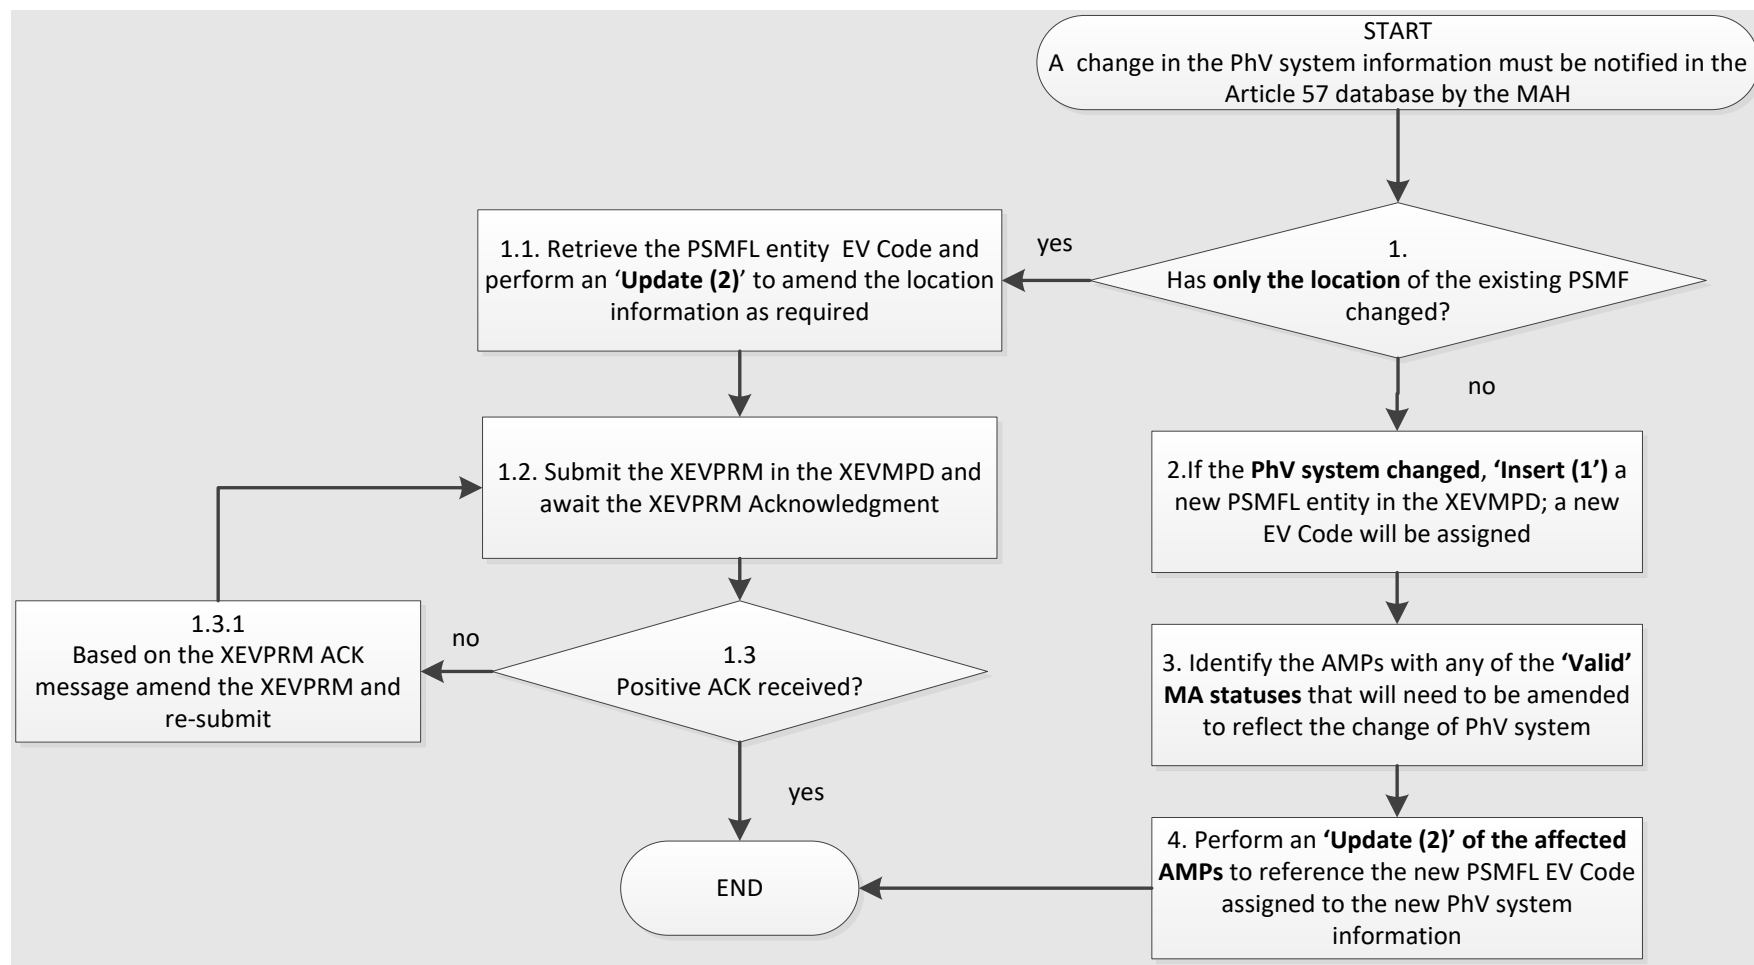 START
A change in the PhV system information must be notified in the
Article 57 database by the MAH
1.
Has only the location of the existing PSMF
changed?
yes
1.1. Retrieve the PSMFL entity EV Code and
perform an ‘Update (2)’ to amend the location
information as required
1.2. Submit the XEVPRM in the XEVMPD and
await the XEVPRM Acknowledgment
1.3
Positive ACK received?
no
1.3.1
Based on the XEVPRM ACK
message amend the XEVPRM and
re-submit
yes
no
2.If the PhV system changed, ‘Insert (1’) a
new PSMFL entity in the XEVMPD; a new
EV Code will be assigned
3. Identify the AMPs with any of the ‘Valid’
MA statuses that will need to be amended
to reflect the change of PhV system
4. Perform an ‘Update (2)’ of the affected
AMPs to reference the new PSMFL EV Code
assigned to the new PhV system
information
END